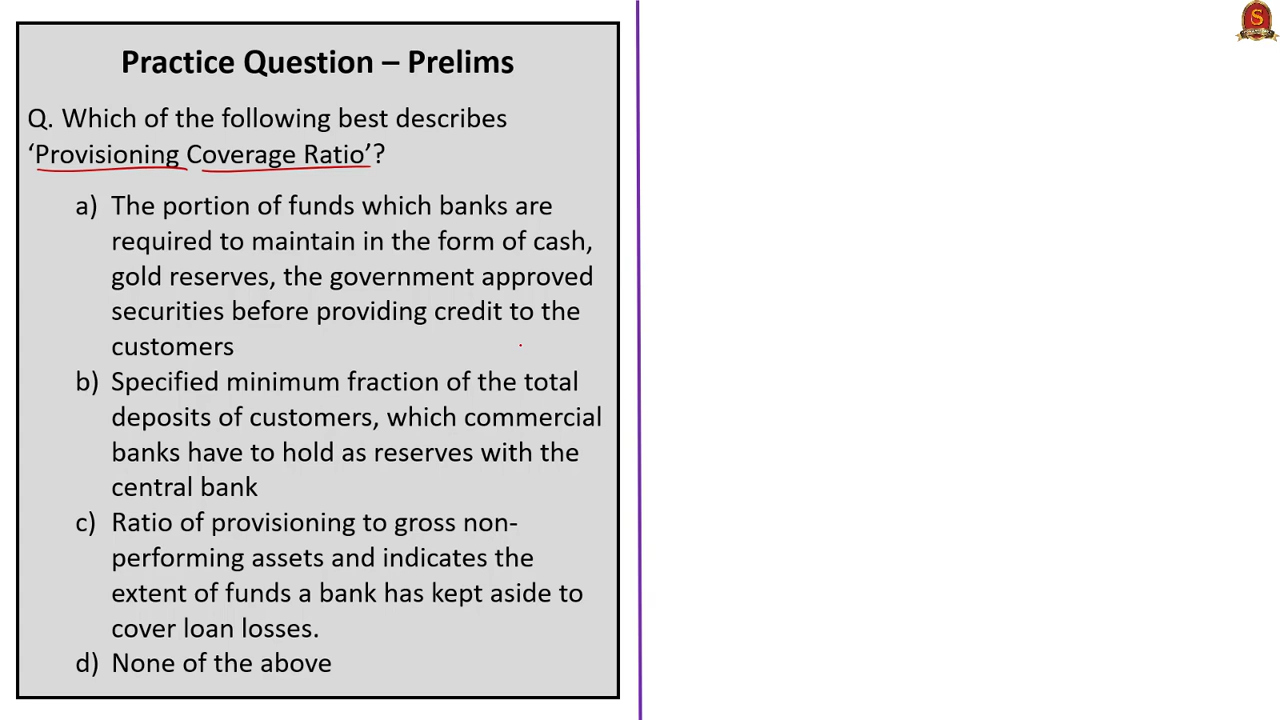 Practice Question – Prelims
Q. Which of the following best describes
‘Provisioning Coverage Ratio’?
a) The portion of funds which banks are
required to maintain in the form of cash,
gold reserves, the government approved
securities before providing credit to the
customers
b) Specified minimum fraction of the total
deposits of customers, which commercial
banks have to hold as reserves with the
central bank
c) Ratio of provisioning to gross non-
performing assets and indicates the
extent of funds a bank has kept aside to
cover loan losses.
d) None of the above
S